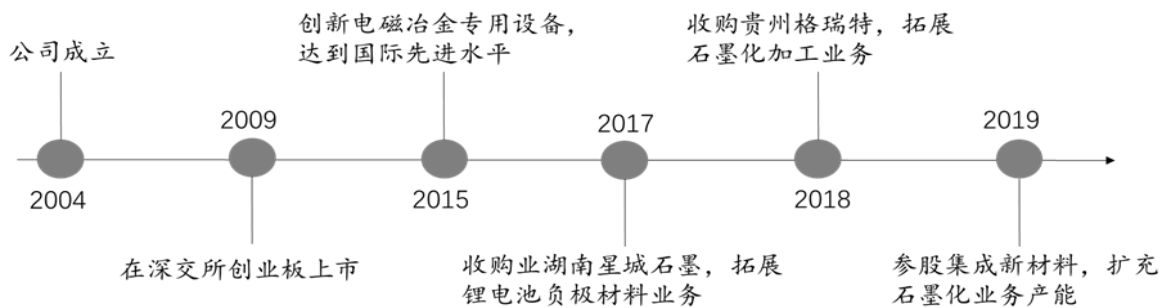 公司成立
2004
2009
在深交所创业板上市
创新电磁冶金专用设备，
达到国际先进水平
2015
2017
收购业湖南星城石墨，拓展
锂电池负极材料业务
收购贵州格瑞特，拓展
石墨化加工业务
2018
2019
参股集成新材料，扩充
石墨化业务产能